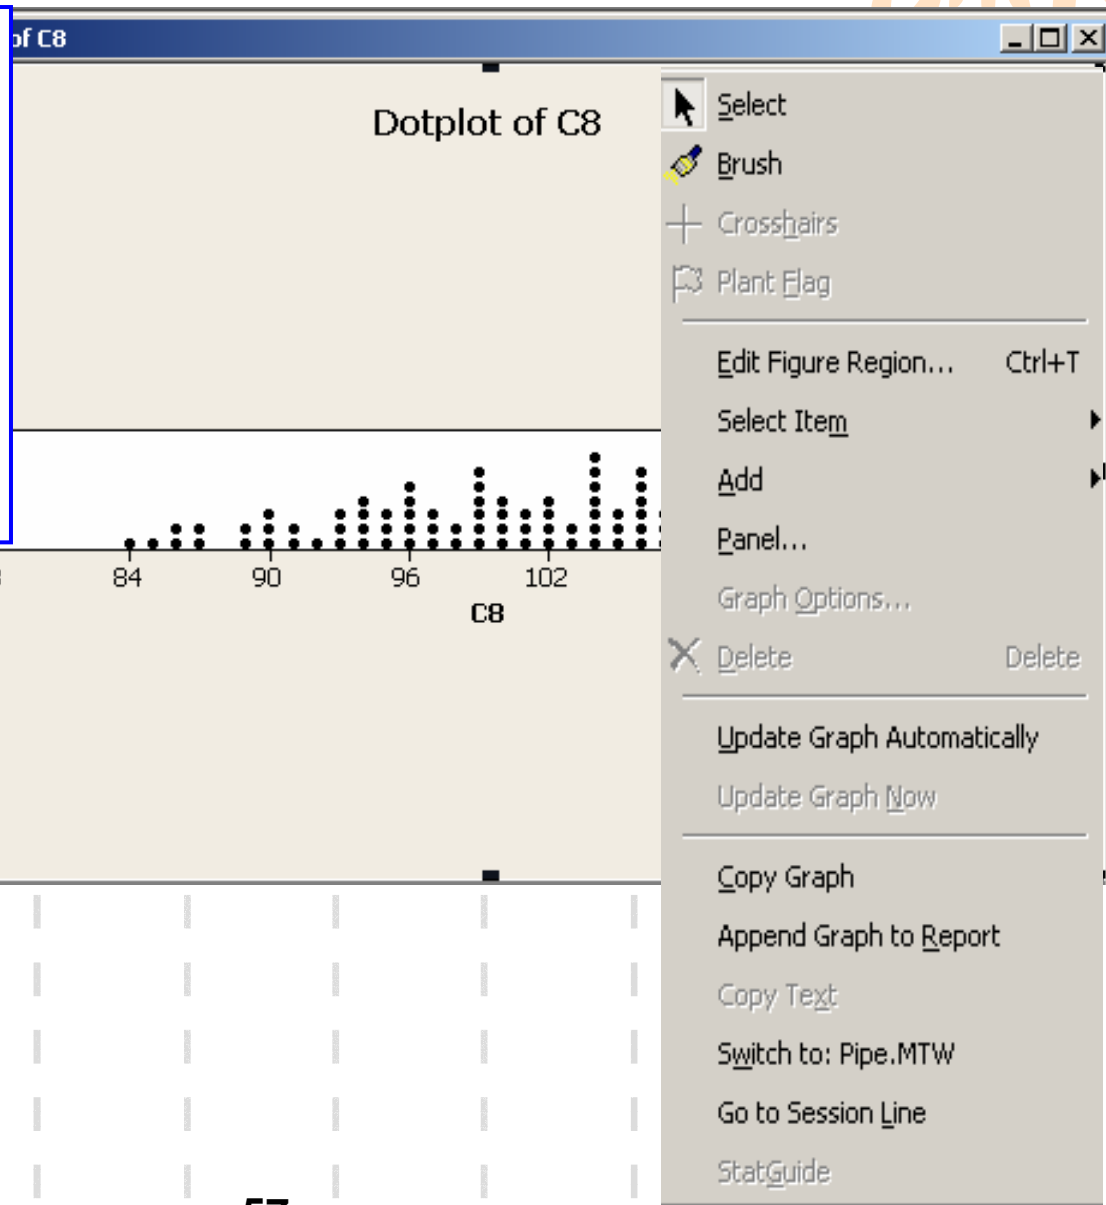 of C8
Dotplot of C8
84 90 96 102
C8
Select
Brush
Crosshairs
Plant Flag
Edit Figure Region... Ctrl+T
Select Item
Add
Panel...
Graph Options...
Delete Delete
Update Graph Automatically
Update Graph Now
Copy Graph
Append Graph to Report
Copy Text
Switch to: Pipe.MTW
Go to Session Line
StatGuide